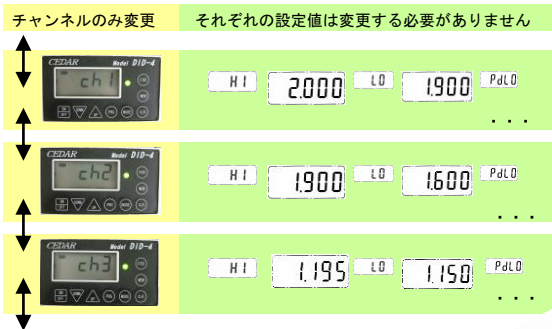 チャンネルのみ変更 それぞれの設定値は変更する必要がありません
CEDAR Model DID-4
ch1
HI 2.000 LO 1.900 PdLO
...
CEDAR Model DID-4
ch2
HI 1.900 LO 1.600 PdLO
...
CEDAR Model DID-4
ch3
HI 1.195 LO 1.150 PdLO
...